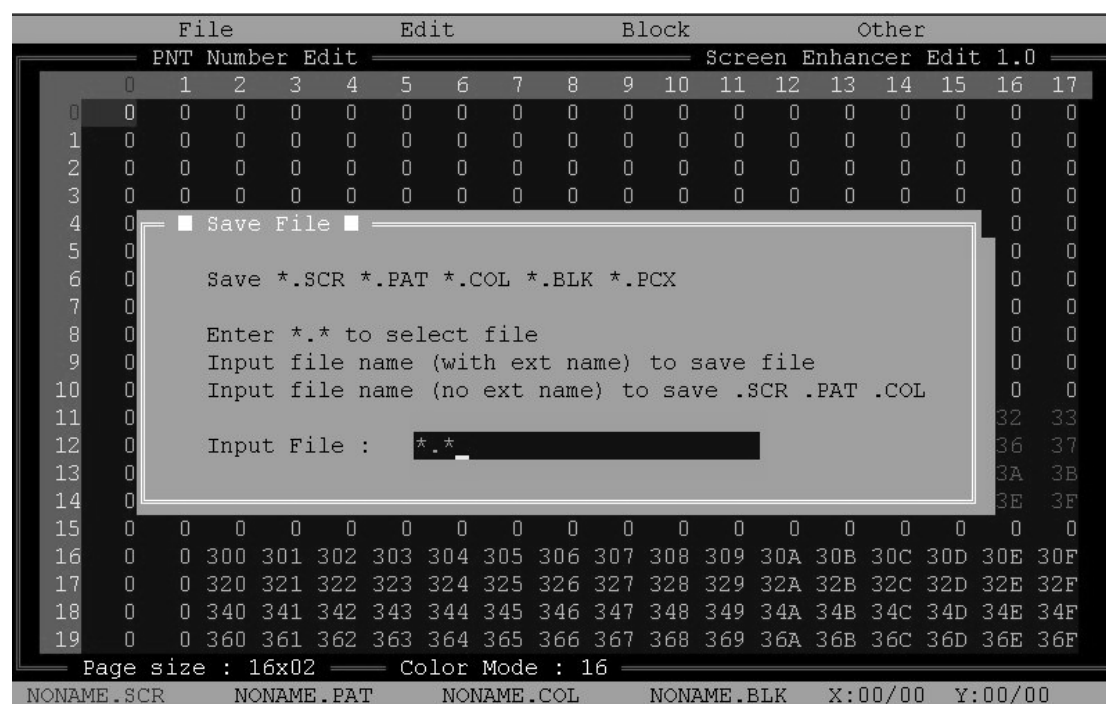 File Edit Block Other
PNT Number Edit Screen Enhancer Edit 1.0
0 1 2 3 4 5 6 7 8 9 10 11 12 13 14 15 16 17
0 0 0 0 0 0 0 0 0 0 0 0 0 0 0 0 0 0 0
1 0 0 0 0 0 0 0 0 0 0 0 0 0 0 0 0 0 0
2 0 0 0 0 0 0 0 0 0 0 0 0 0 0 0 0 0 0
3 0 0 0 0 0 0 0 0 0 0 0 0 0 0 0 0 0 0
4 0 Save File 0 0
5 0 0 0
6 0 Save *.SCR *.PAT *.COL *.BLK *.PCX 0 0
7 0 0 0
8 0 Enter *.* to select file 0 0
9 0 Input file name (with ext name) to save file 0 0
10 0 Input file name (no ext name) to save .SCR .PAT .COL 0 0
11 0 32 33
12 0 Input File : *.*_ 36 37
13 0 3A 3B
14 0 3E 3F
15 0 0 0 0 0 0 0 0 0 0 0 0 0 0 0 0 0 0
16 0 0 300 301 302 303 304 305 306 307 308 309 30A 30B 30C 30D 30E 30F
17 0 0 320 321 322 323 324 325 326 327 328 329 32A 32B 32C 32D 32E 32F
18 0 0 340 341 342 343 344 345 346 347 348 349 34A 34B 34C 34D 34E 34F
19 0 0 360 361 362 363 364 365 366 367 368 369 36A 36B 36C 36D 36E 36F
Page size : 16x02 Color Mode : 16
NONAME.SCR NONAME.PAT NONAME.COL NONAME.BLK X:00/00 Y:00/00